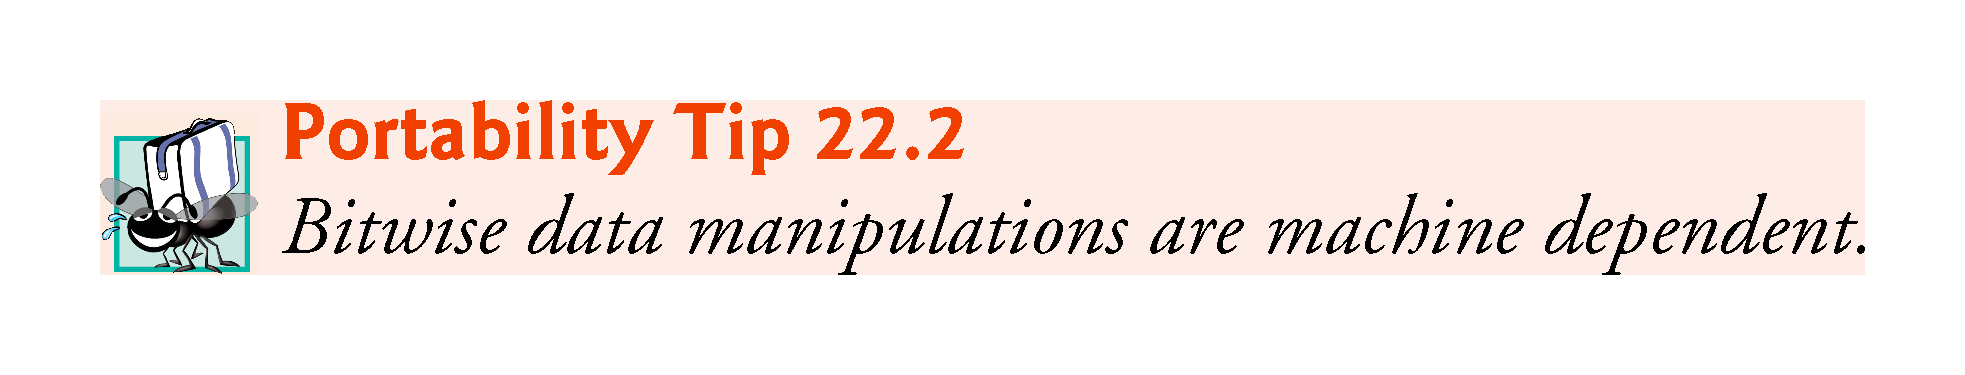 Portability Tip 22.2
Bitwise data manipulations are machine dependent.